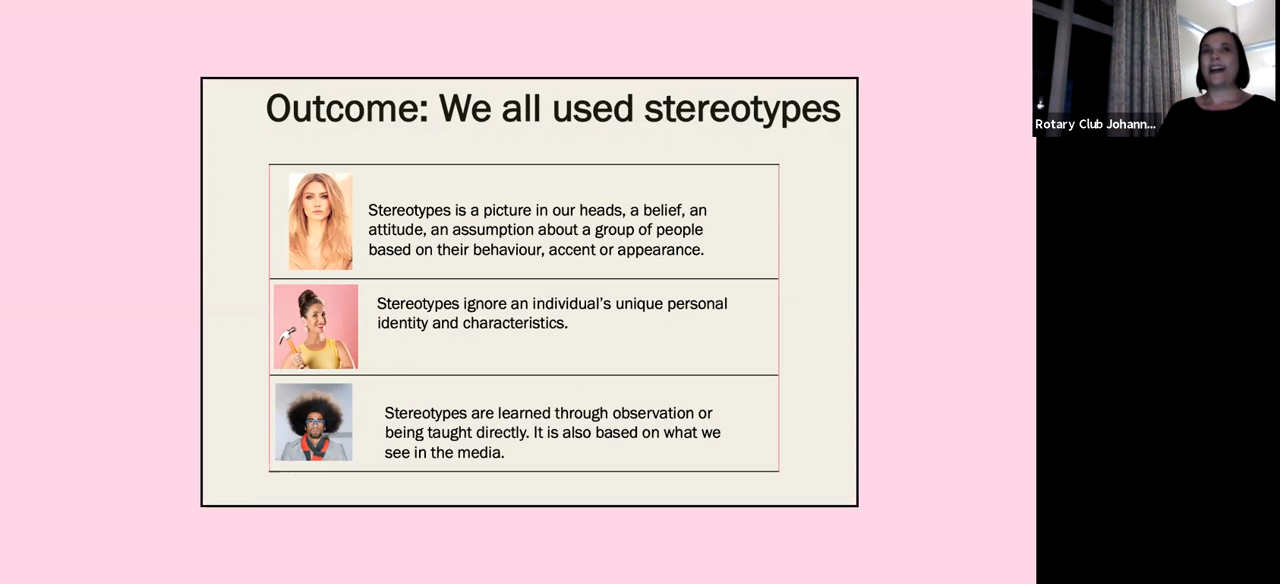 Outcome: We all used stereotypes
Stereotypes is a picture in our heads, a belief, an
attitude, an assumption about a group of people
based on their behaviour, accent or appearance.
Stereotypes ignore an individual's unique personal
identity and characteristics.
Stereotypes are learned through observation or
being taught directly. It is also based on what we
see in the media.
Rotary Club Johann...